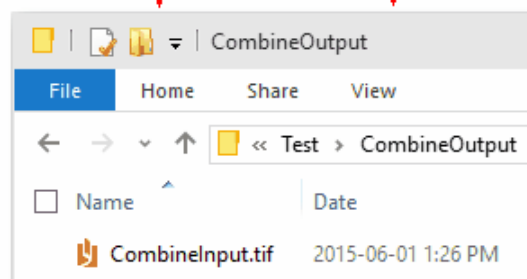 CombineOutput
File Home Share View
« Test › CombineOutput
Name Date
CombineInput.tif 2015-06-01 1:26 PM